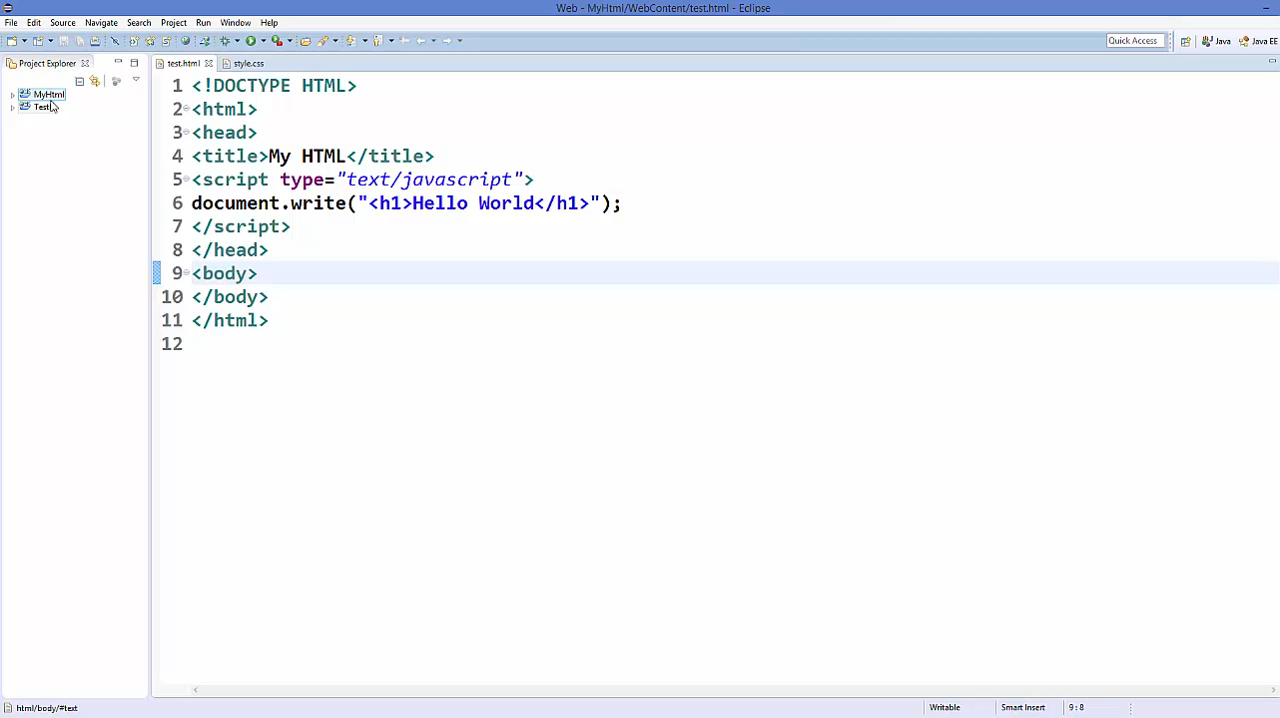 Web - MyHtml/WebContent/test.html - Eclipse
File Edit Source Navigate Search Project Run Window Help
Quick Access Java Java EE
Project Explorer test.html style.css
MyHtml
Test
1 <!DOCTYPE HTML>
2 <html>
3 <head>
4 <title>My HTML</title>
5 <script type="text/javascript">
6 document.write("<h1>Hello World</h1>");
7 </script>
8 </head>
9 <body>
10 </body>
11 </html>
12
html/body/#text Writable Smart Insert 9:8